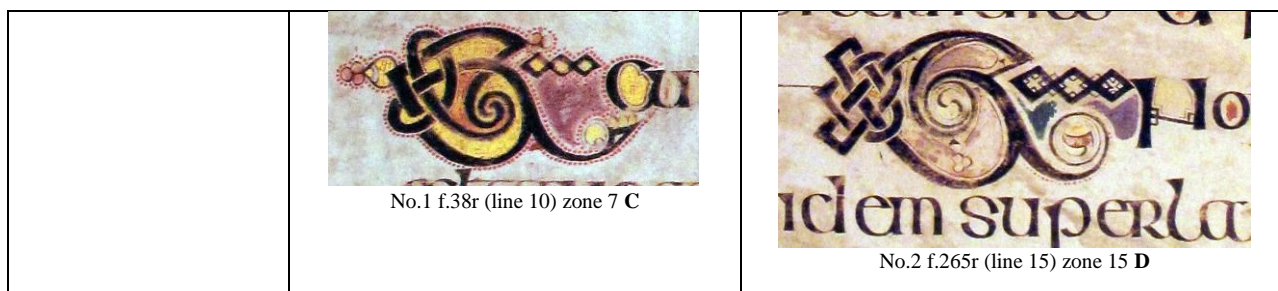 No.1 f.38r (line 10) zone 7 C
idem superla
No.2 f.265r (line 15) zone 15 D